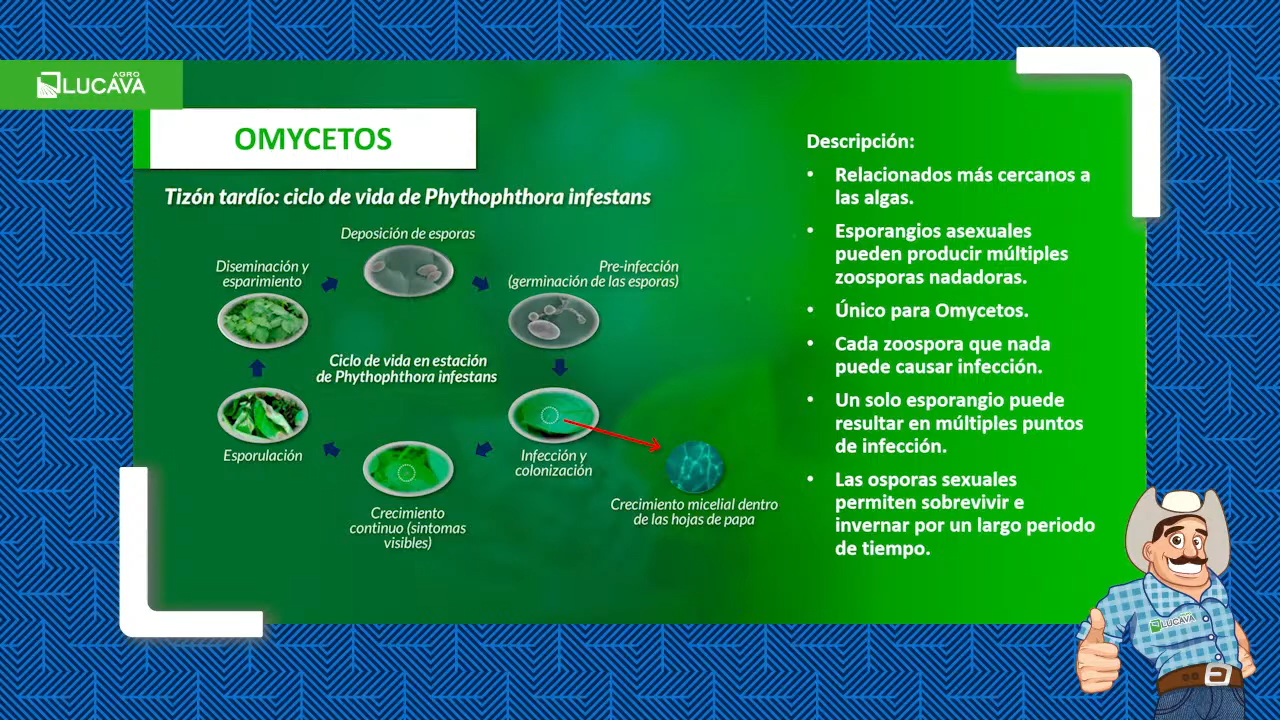 AGRO
LUCAVA
OMYCETOS
Tizón tardío: ciclo de vida de Phythophthora infestans
Deposición de esporas
Diseminación y
esparimiento
Pre-infección
(germinación de las esporas)
Ciclo de vida en estación
de Phythophthora infestans
Esporulación
Infección y
colonización
Crecimiento
continuo (sintomas
visibles)
Crecimiento micelial dentro
de las hojas de papa
Descripción:
• Relacionados más cercanos a
las algas.
• Esporangios asexuales
pueden producir múltiples
zoosporas nadadoras.
• Único para Omycetos.
• Cada zoospora que nada
puede causar infección.
• Un solo esporangio puede
resultar en múltiples puntos
de infección.
• Las osporas sexuales
permiten sobrevivir e
invernar por un largo periodo
de tiempo.
LUCAVA